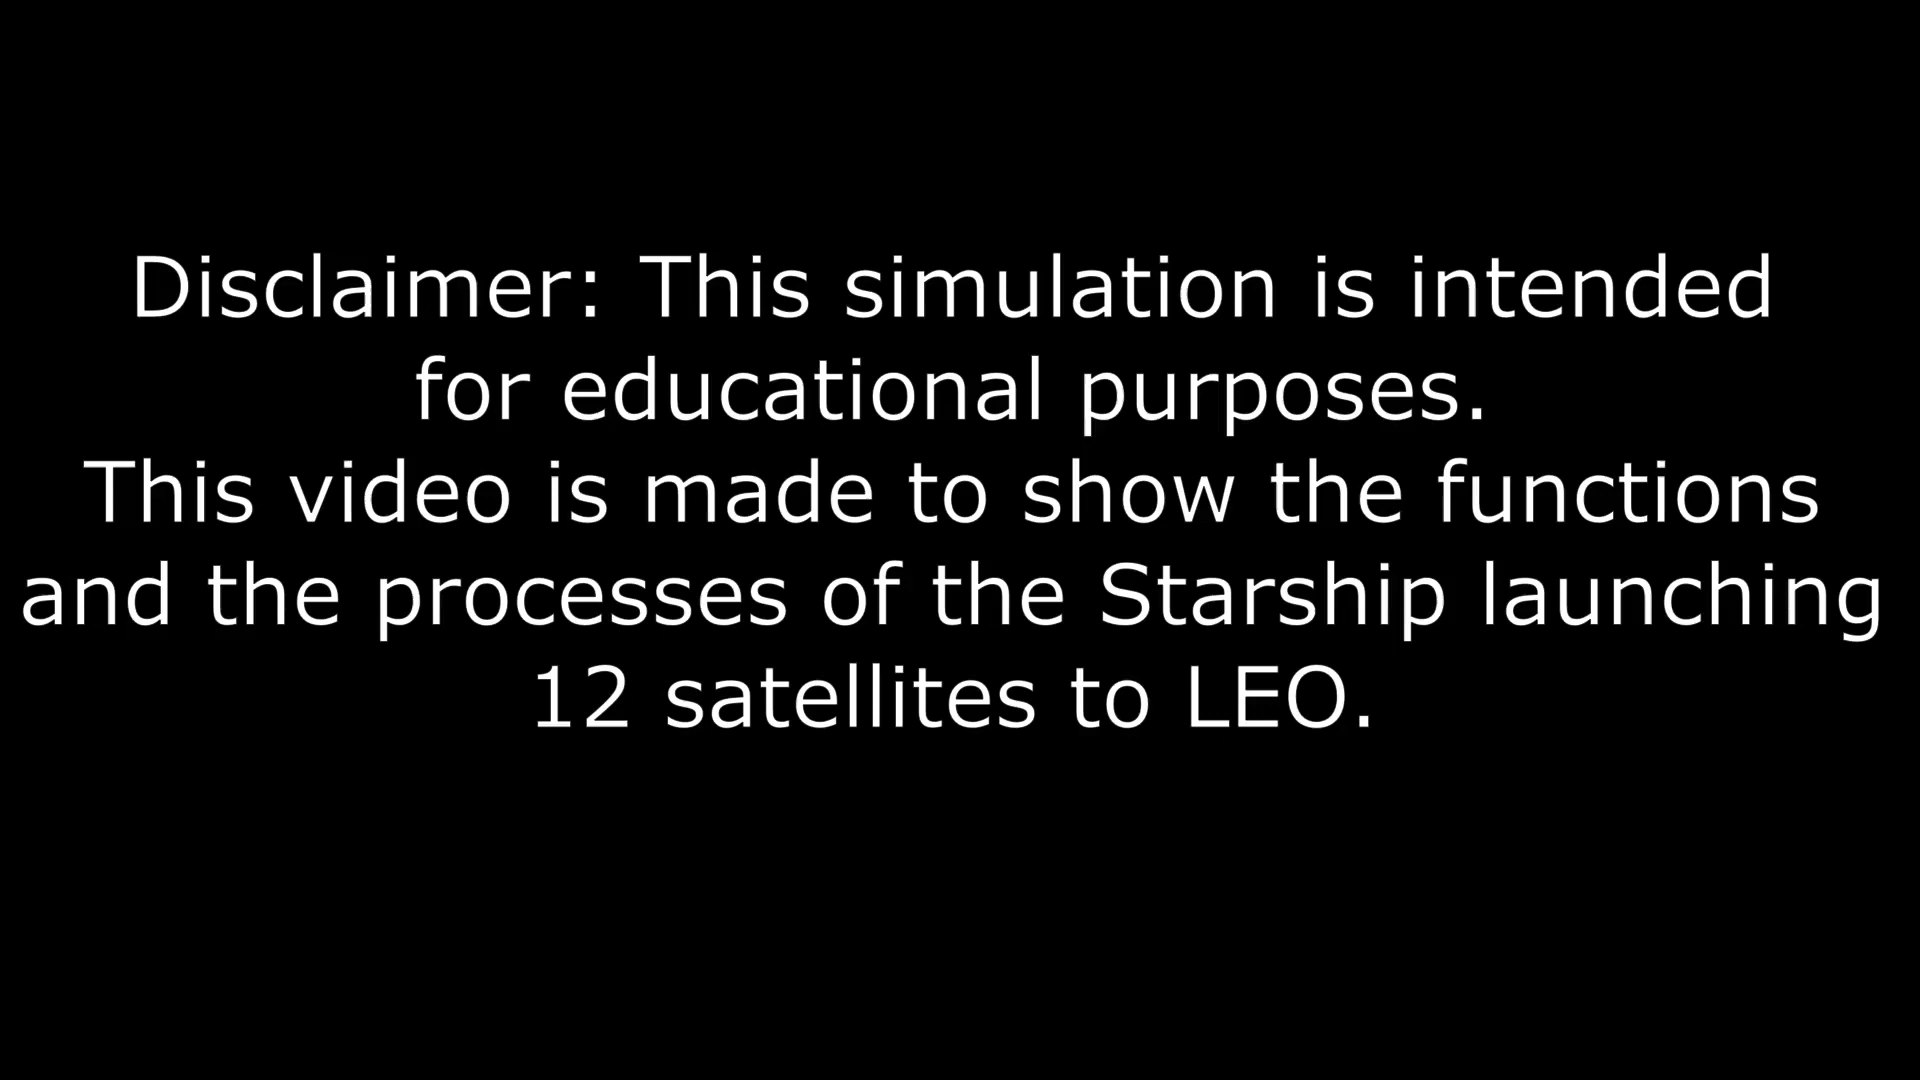 Disclaimer: This simulation is intended
for educational purposes.
This video is made to show the functions
and the processes of the Starship launching
12 satellites to LEO.